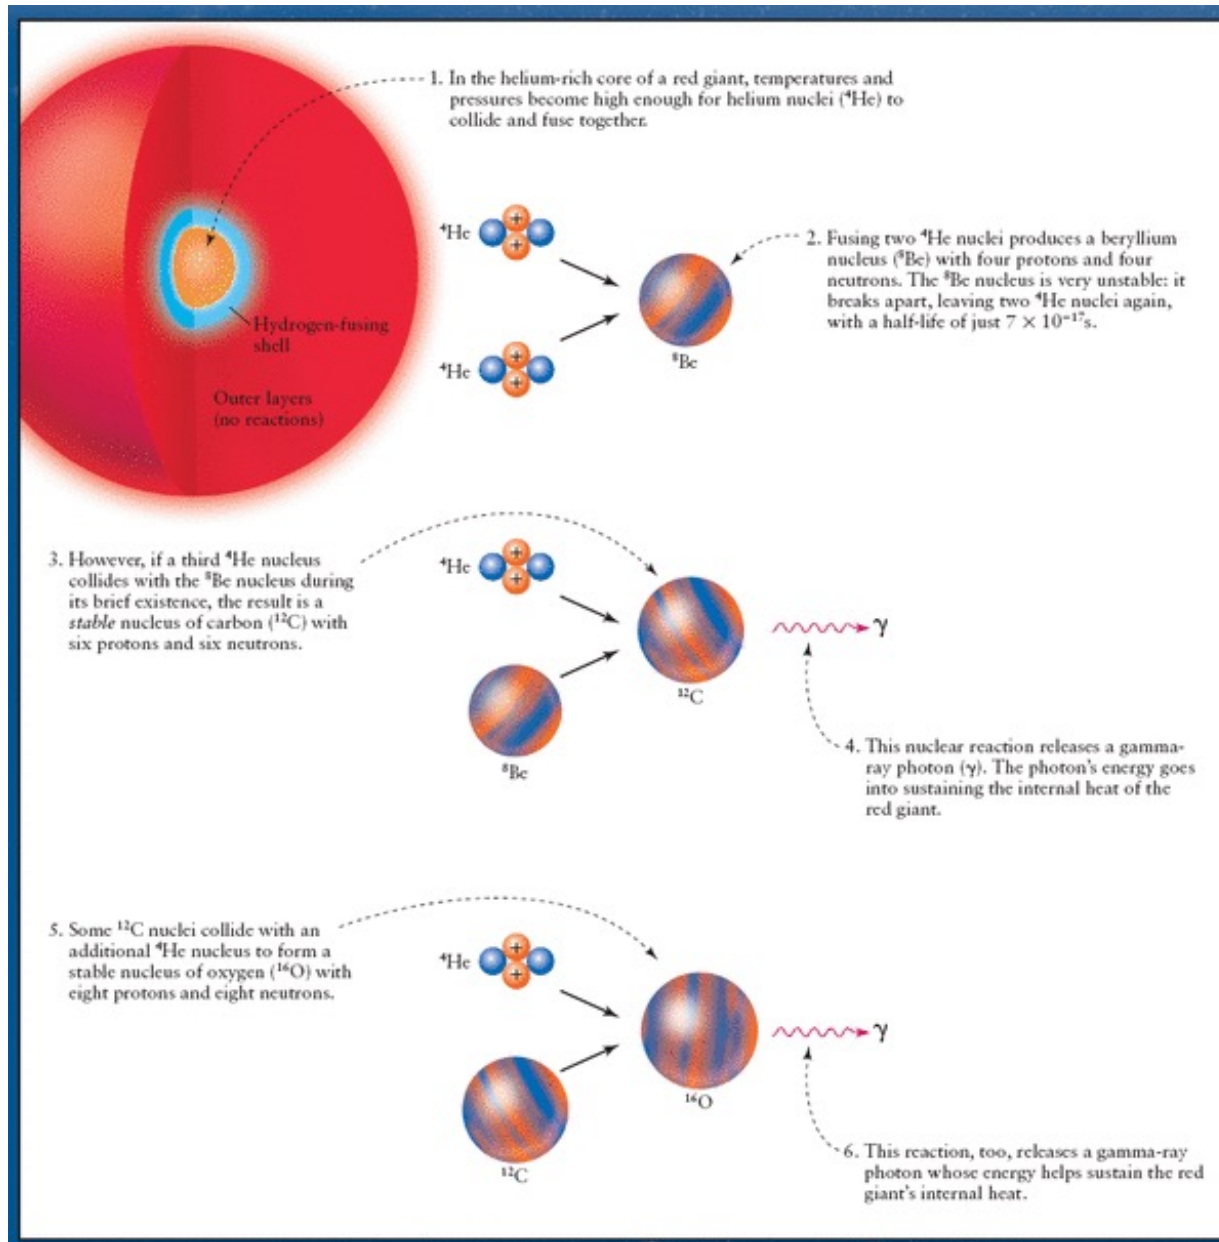 1. In the helium-rich core of a red giant, temperatures and
pressures become high enough for helium nuclei (⁴He) to
collide and fuse together.
Hydrogen-fusing
shell
Outer layers
(no reactions)
⁴He
+
+
⁴He
+
+
⁸Be
2. Fusing two ⁴He nuclei produces a beryllium
nucleus (⁸Be) with four protons and four
neutrons. The ⁸Be nucleus is very unstable: it
breaks apart, leaving two ⁴He nuclei again,
with a half-life of just 7 × 10⁻¹⁷s.
3. However, if a third ⁴He nucleus
collides with the ⁸Be nucleus during
its brief existence, the result is a
stable nucleus of carbon (¹²C) with
six protons and six neutrons.
⁴He
+
+
⁸Be
¹²C
γ
4. This nuclear reaction releases a gamma-
ray photon (γ). The photon's energy goes
into sustaining the internal heat of the
red giant.
5. Some ¹²C nuclei collide with an
additional ⁴He nucleus to form a
stable nucleus of oxygen (¹⁶O) with
eight protons and eight neutrons.
⁴He
+
+
¹²C
¹⁶O
γ
6. This reaction, too, releases a gamma-ray
photon whose energy helps sustain the red
giant's internal heat.